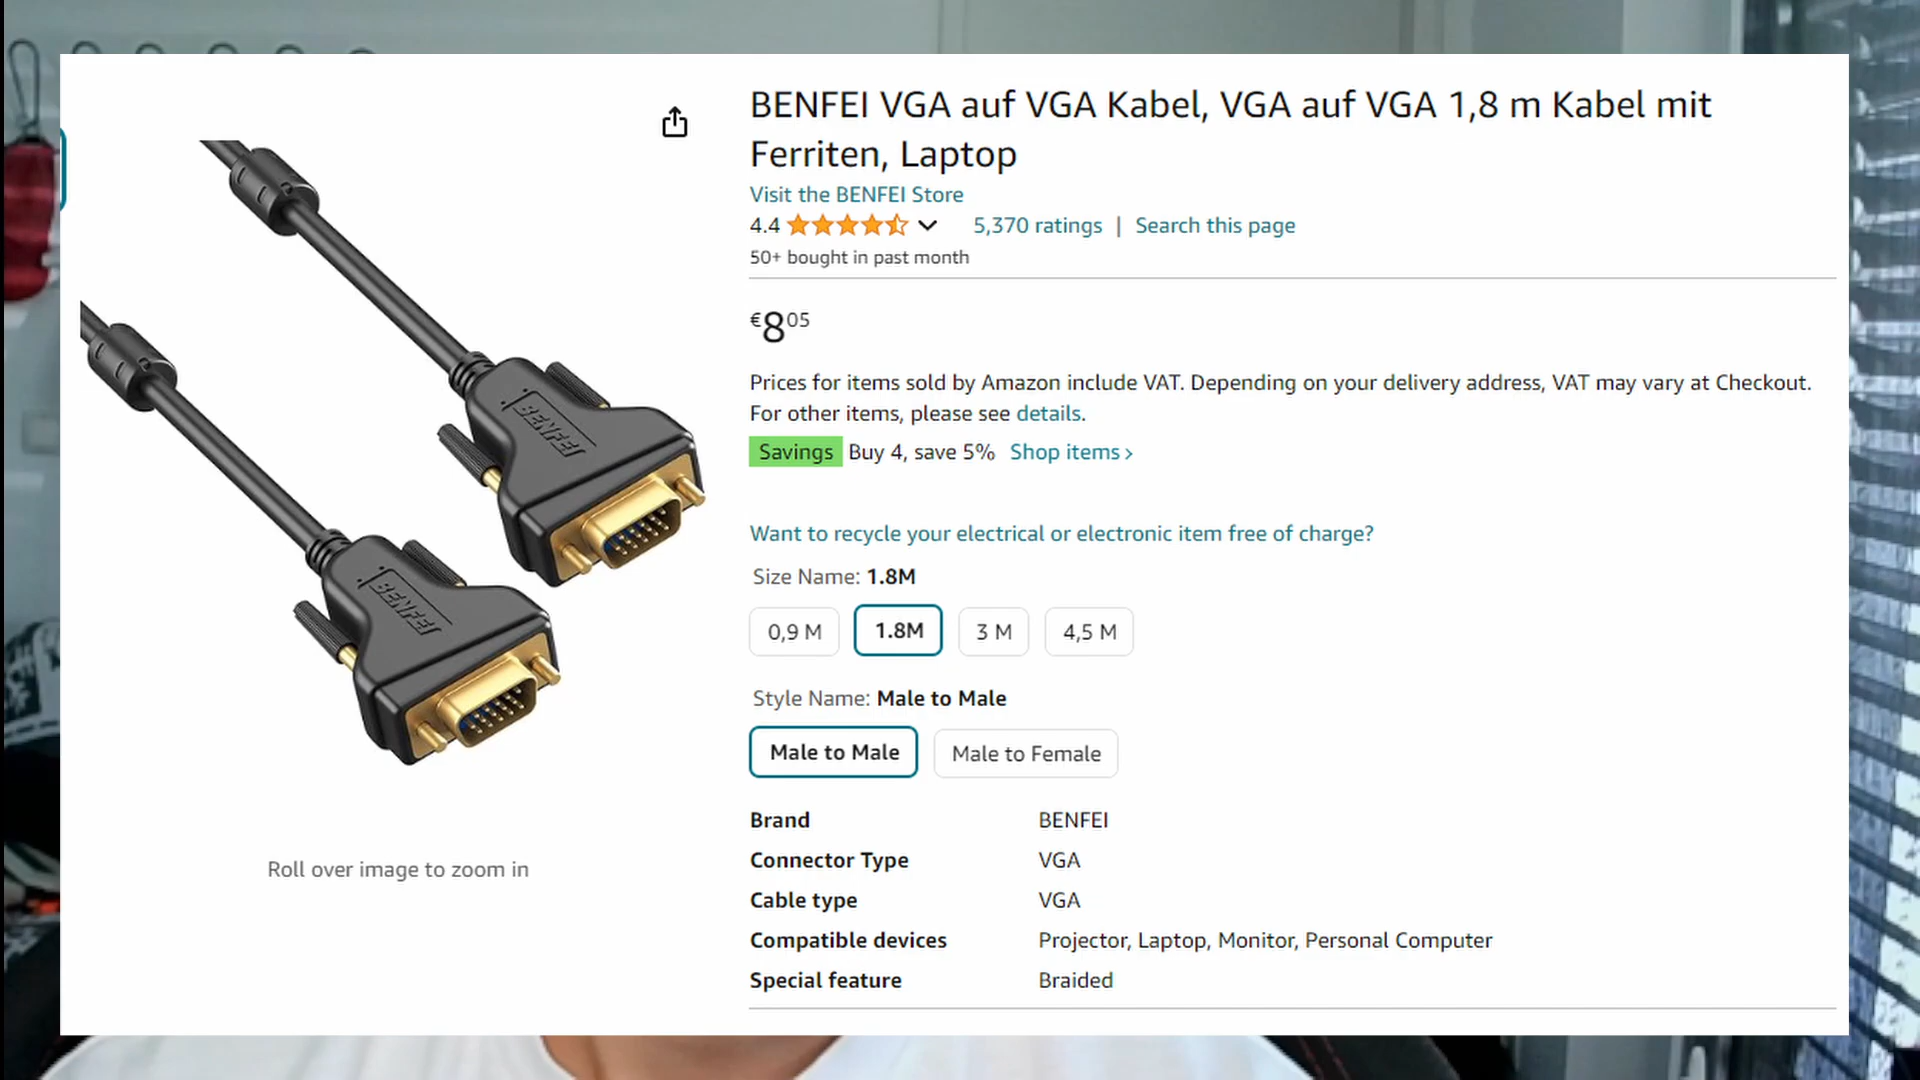 BENFEI VGA auf VGA Kabel, VGA auf VGA 1,8 m Kabel mit
Ferriten, Laptop
Visit the BENFEI Store
4.4 5,370 ratings | Search this page
50+ bought in past month
€8 05
Prices for items sold by Amazon include VAT. Depending on your delivery address, VAT may vary at Checkout.
For other items, please see details.
Savings Buy 4, save 5% Shop items ›
Want to recycle your electrical or electronic item free of charge?
Size Name: 1.8M
0,9 M 1.8M 3 M 4,5 M
Style Name: Male to Male
Male to Male Male to Female
Brand BENFEI
Connector Type VGA
Cable type VGA
Compatible devices Projector, Laptop, Monitor, Personal Computer
Special feature Braided
BENFEI
BENFEI
Roll over image to zoom in